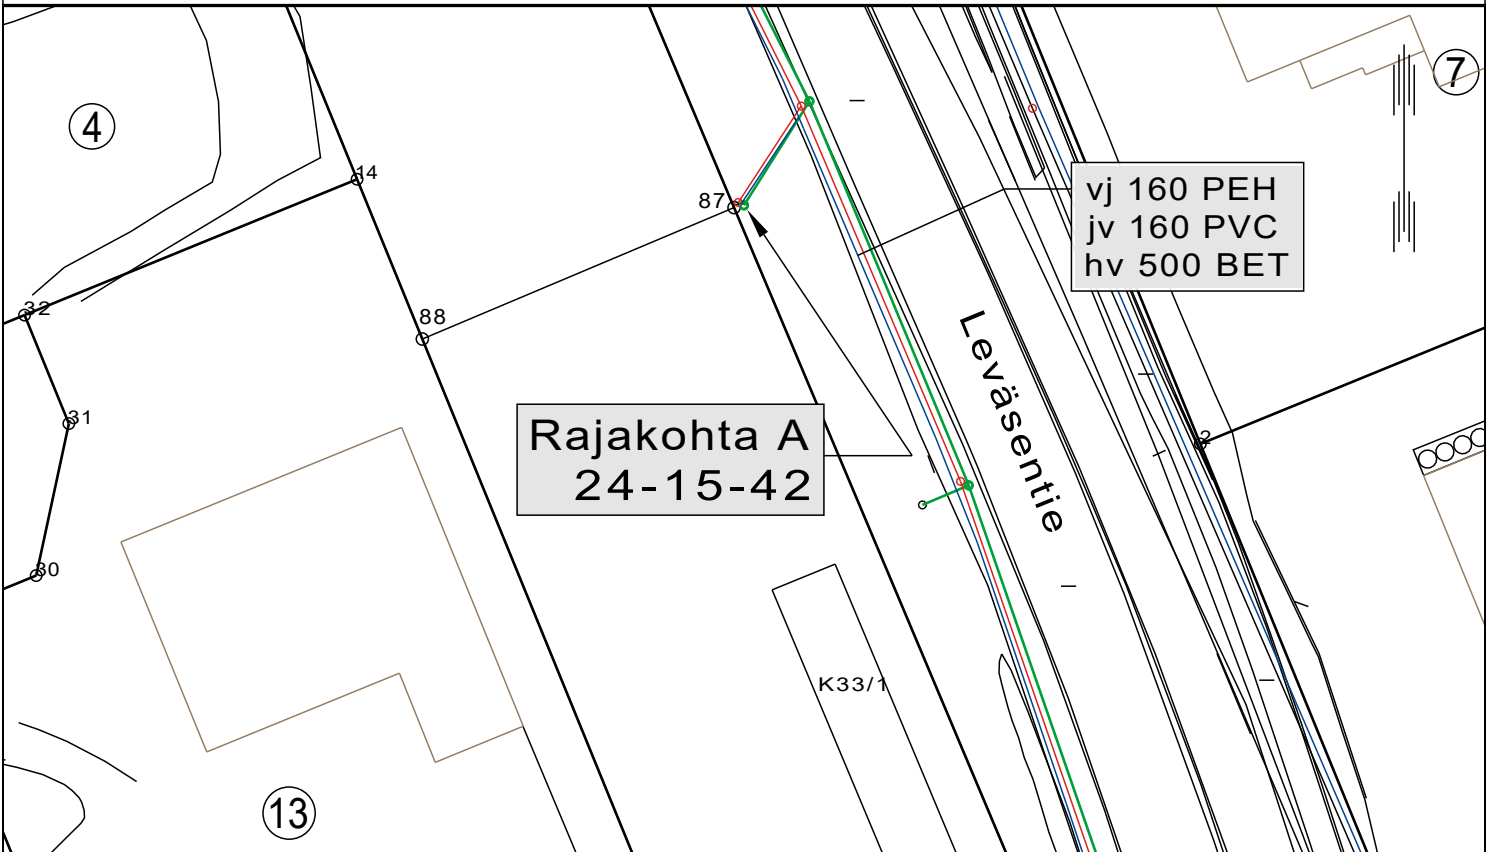 7
4
14
vj 160 PEH
jv 160 PVC
hv 500 BET
87
32
88
Leväsentie
31
2
Rajakohta A
24-15-42
30
K33/1
13